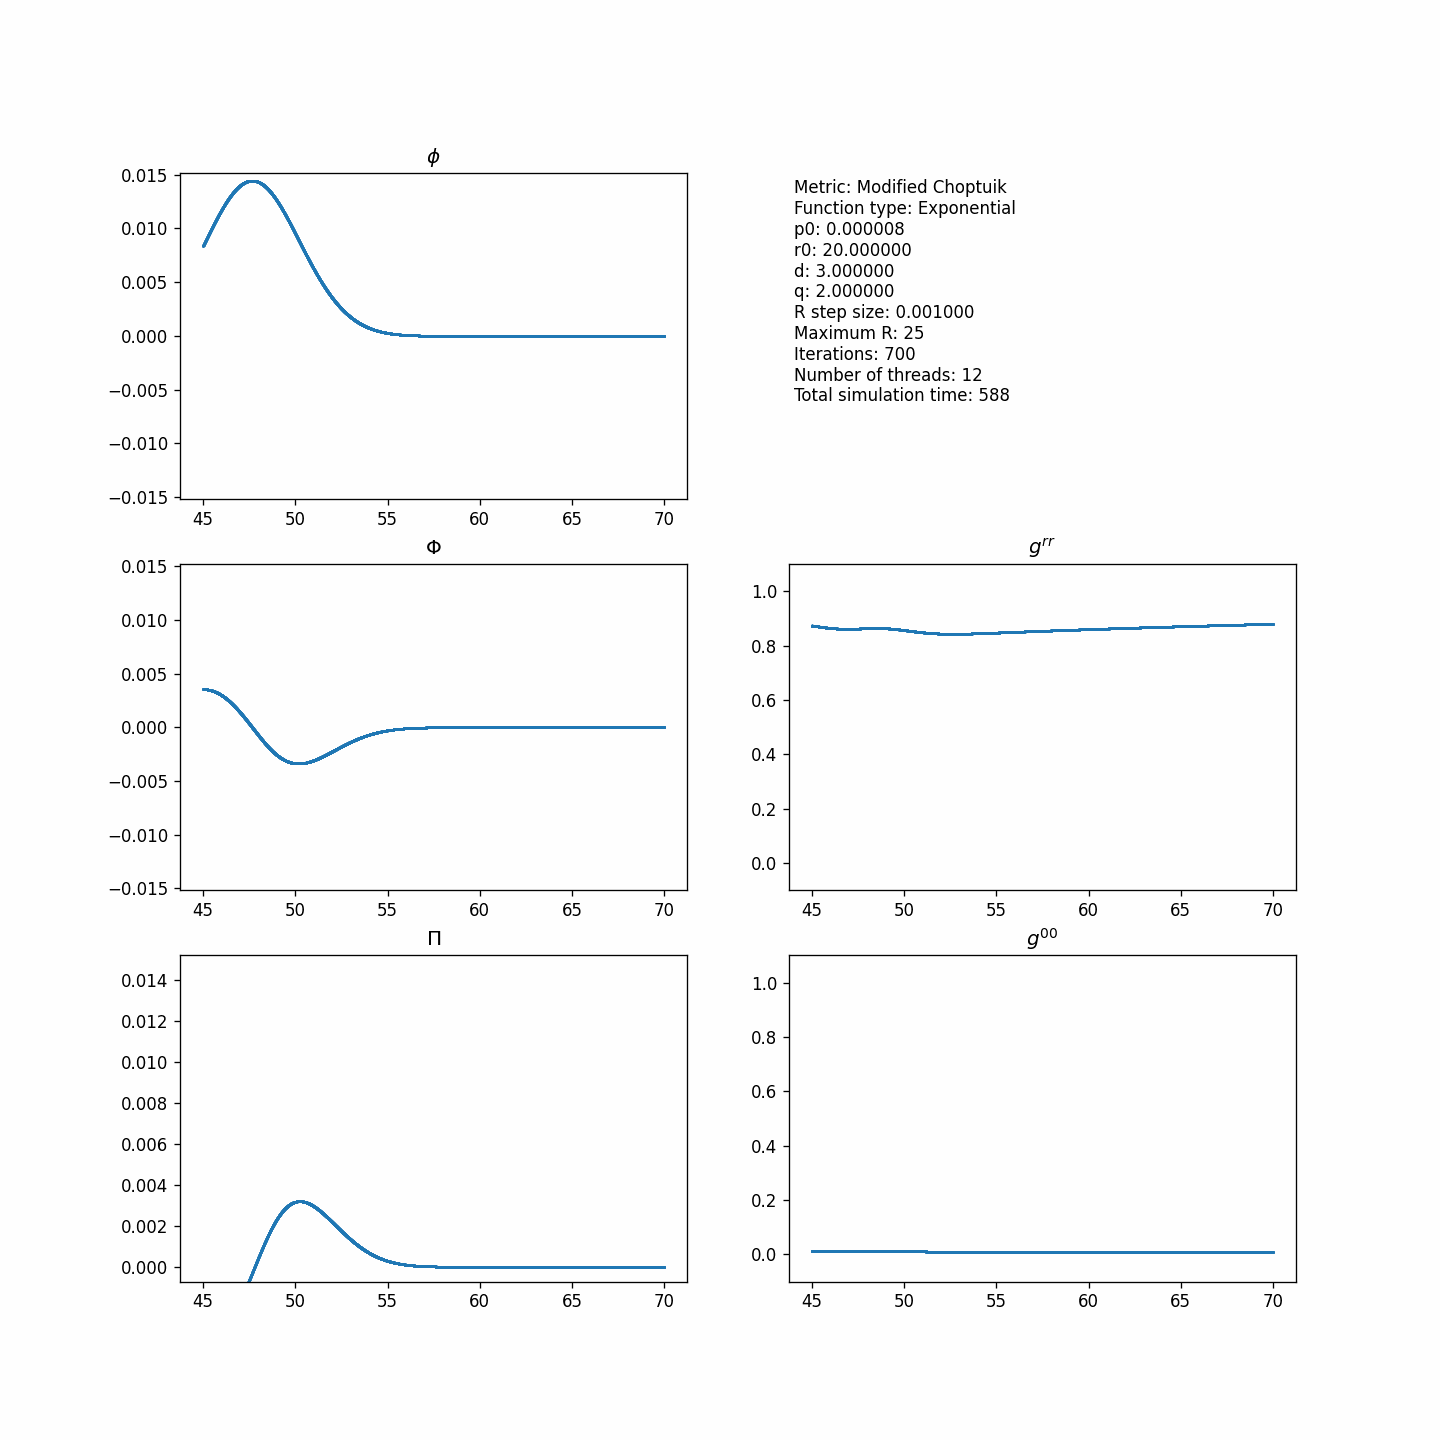 ϕ
0.015
0.010
0.005
0.000
−0.005
−0.010
−0.015
45 50 55 60 65 70
Metric: Modified Choptuik
Function type: Exponential
p0: 0.000008
r0: 20.000000
d: 3.000000
q: 2.000000
R step size: 0.001000
Maximum R: 25
Iterations: 700
Number of threads: 12
Total simulation time: 588
Φ
0.015
0.010
0.005
0.000
−0.005
−0.010
−0.015
45 50 55 60 65 70
g^{rr}
1.0
0.8
0.6
0.4
0.2
0.0
45 50 55 60 65 70
Π
0.014
0.012
0.010
0.008
0.006
0.004
0.002
0.000
45 50 55 60 65 70
g^{00}
1.0
0.8
0.6
0.4
0.2
0.0
45 50 55 60 65 70